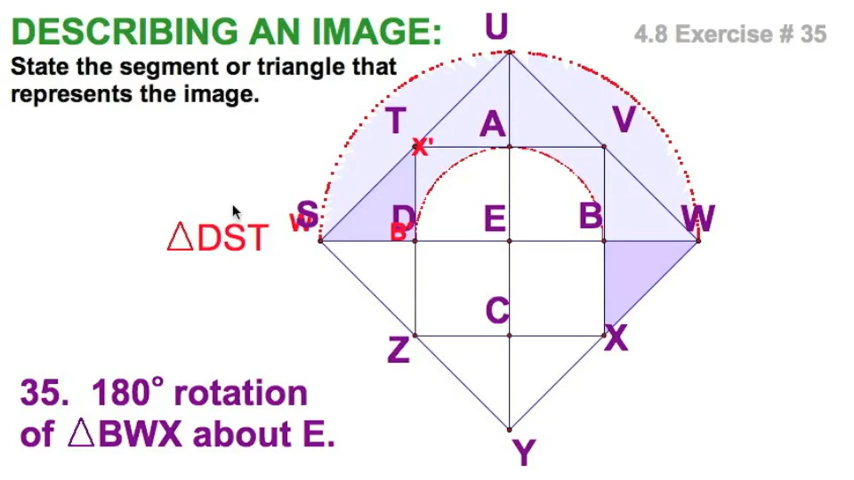 DESCRIBING AN IMAGE:
4.8 Exercise # 35
State the segment or triangle that
represents the image.
U
T
A
V
X'
S
D
E
B
W
W'
B'
△DST
C
Z
X
35. 180° rotation
of △BWX about E.
Y